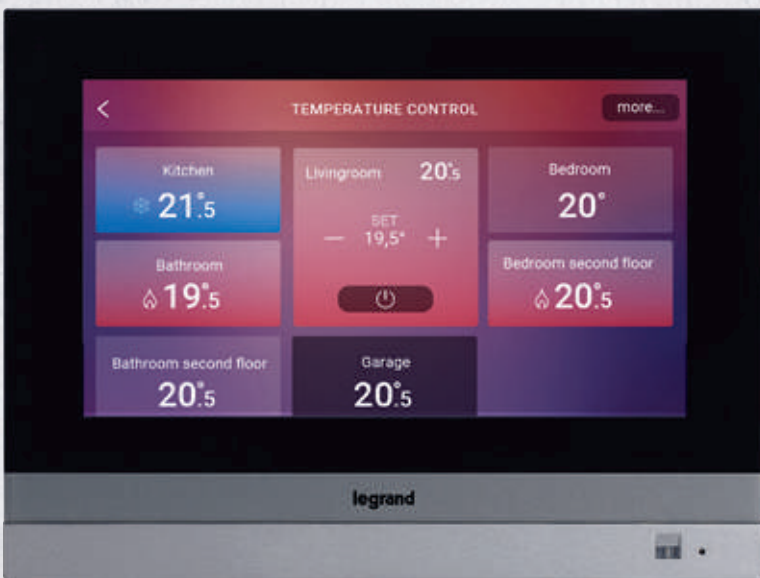 TEMPERATURE CONTROL
more...
Kitchen
21°.5
Livingroom 20°.5
SET
19,5°
Bedroom
20°
Bathroom
19°.5
Bedroom second floor
20°.5
Bathroom second floor
20°.5
Garage
20°.5
legrand